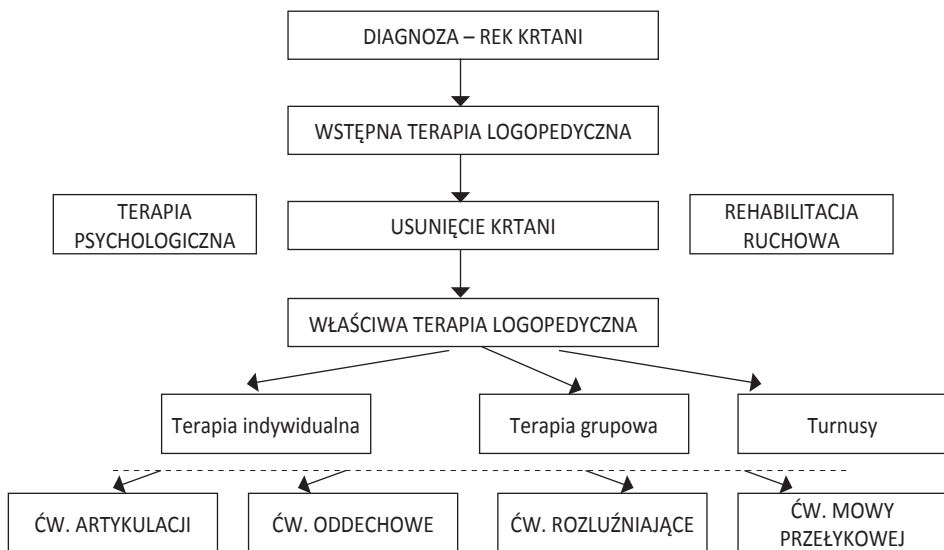 DIAGNOZA – REK KRTANI
WSTĘPNA TERAPIA LOGOPEDYCZNA
TERAPIA
PSYCHOLOGICZNA
USUNIĘCIE KRTANI
REHABILITACJA
RUCHOWA
WŁAŚCIWA TERAPIA LOGOPEDYCZNA
Terapia indywidualna
Terapia grupowa
Turnusy
ĆW. ARTYKULACJI
ĆW. ODDECHOWE
ĆW. ROZLUŹNIAJĄCE
ĆW. MOWY
PRZEŁYKOWEJ